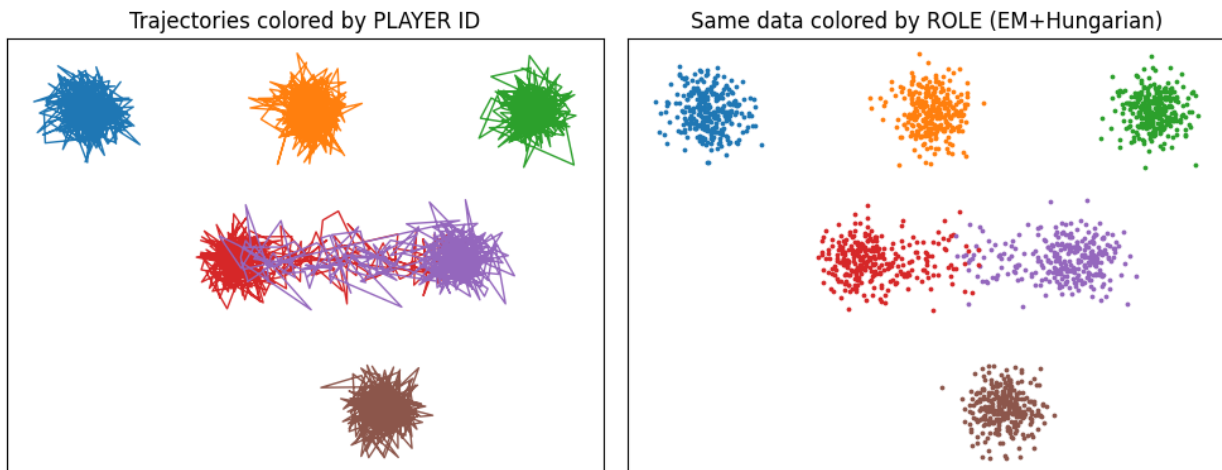 Trajectories colored by PLAYER ID
Same data colored by ROLE (EM+Hungarian)